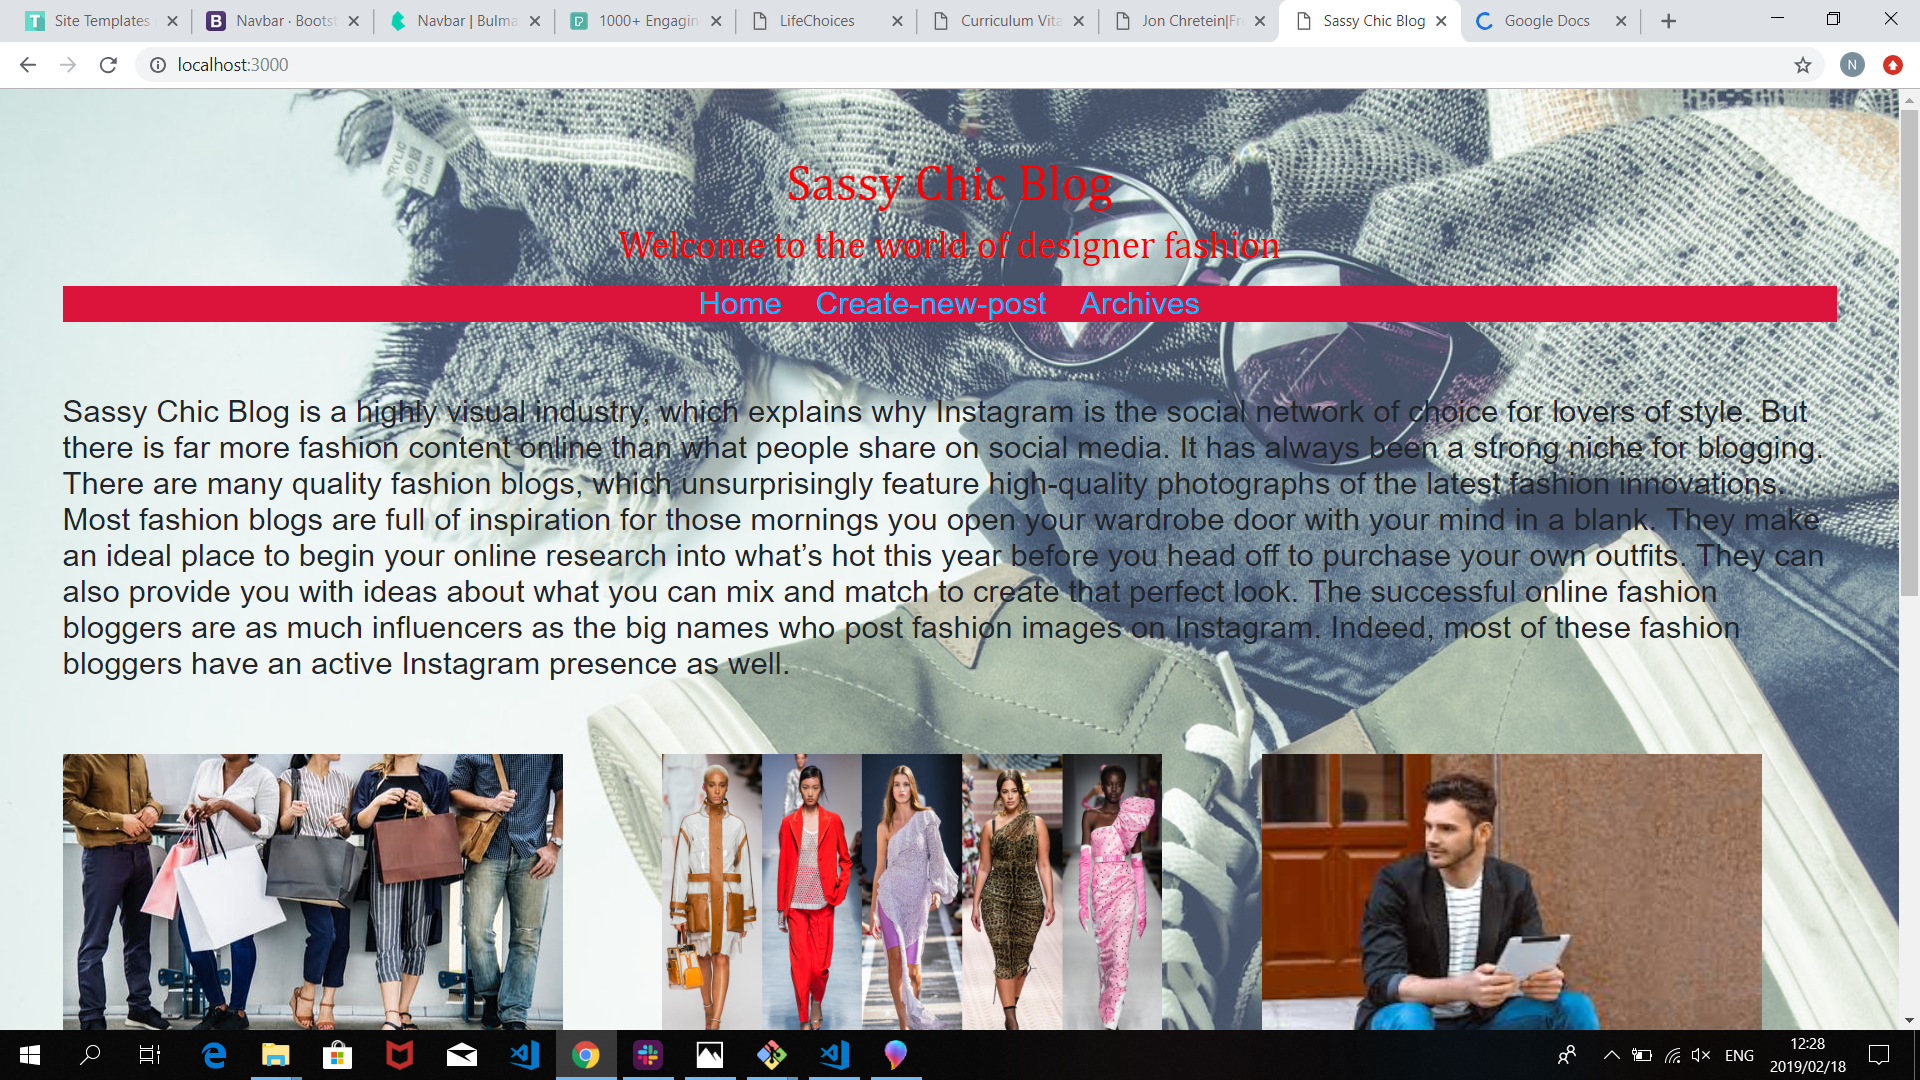 Site Templates
Navbar · Bootst
Navbar | Bulma
1000+ Engagin
LifeChoices
Curriculum Vita
Jon Chretein|Fr
Sassy Chic Blog
Google Docs
localhost:3000
N
Sassy Chic Blog
Welcome to the world of designer fashion
Home Create-new-post Archives
Sassy Chic Blog is a highly visual industry, which explains why Instagram is the social network of choice for lovers of style. But
there is far more fashion content online than what people share on social media. It has always been a strong niche for blogging.
There are many quality fashion blogs, which unsurprisingly feature high-quality photographs of the latest fashion innovations.
Most fashion blogs are full of inspiration for those mornings you open your wardrobe door with your mind in a blank. They make
an ideal place to begin your online research into what’s hot this year before you head off to purchase your own outfits. They can
also provide you with ideas about what you can mix and match to create that perfect look. The successful online fashion
bloggers are as much influencers as the big names who post fashion images on Instagram. Indeed, most of these fashion
bloggers have an active Instagram presence as well.
ENG
12:28
2019/02/18